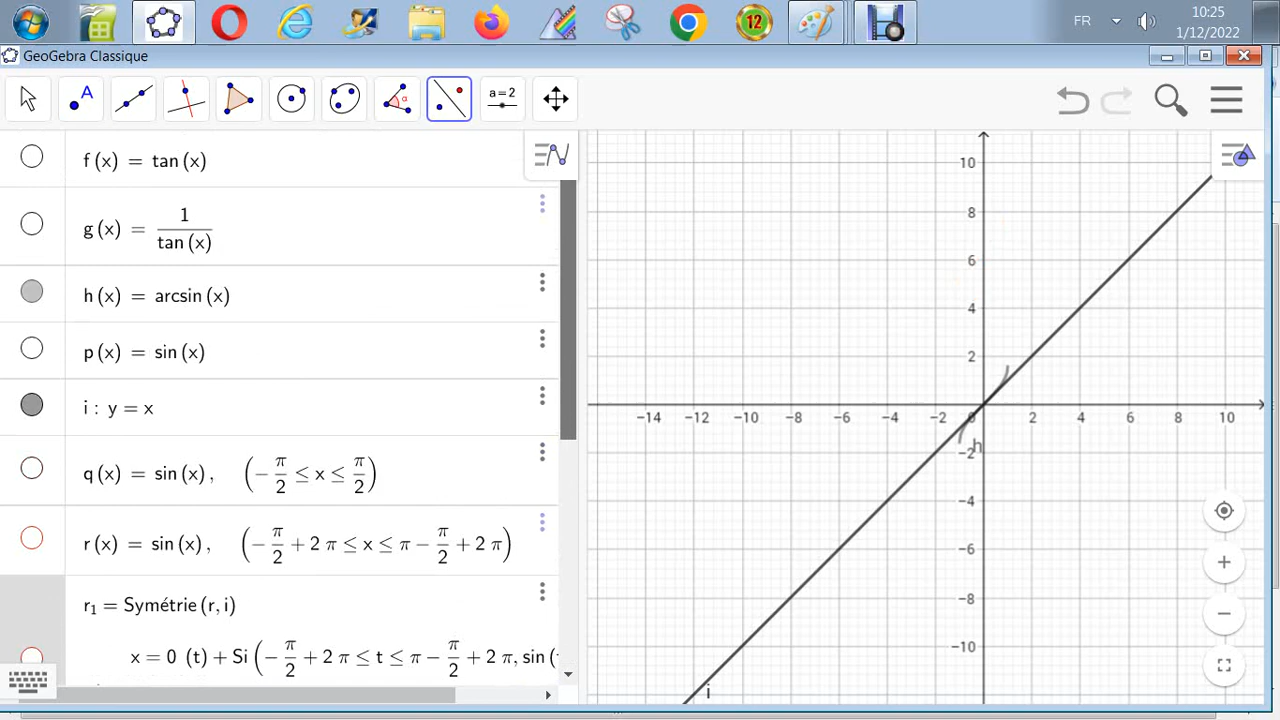 12
FR
10:25
1/12/2022
GeoGebra Classique
A
α
a=2
f(x) = tan(x)
g(x) = 1/tan(x)
h(x) = arcsin(x)
p(x) = sin(x)
i : y = x
q(x) = sin(x), (−π/2 ≤ x ≤ π/2)
r(x) = sin(x), (−π/2 + 2 π ≤ x ≤ π − π/2 + 2 π)
r₁ = Symétrie(r, i)
x = 0 (t) + Si(−π/2 + 2 π ≤ t ≤ π − π/2 + 2 π, sin(
10
8
6
4
2
−14 −12 −10 −8 −6 −4 −2 0 2 4 6 8 10
h
−2
−4
−6
−8
−10
i